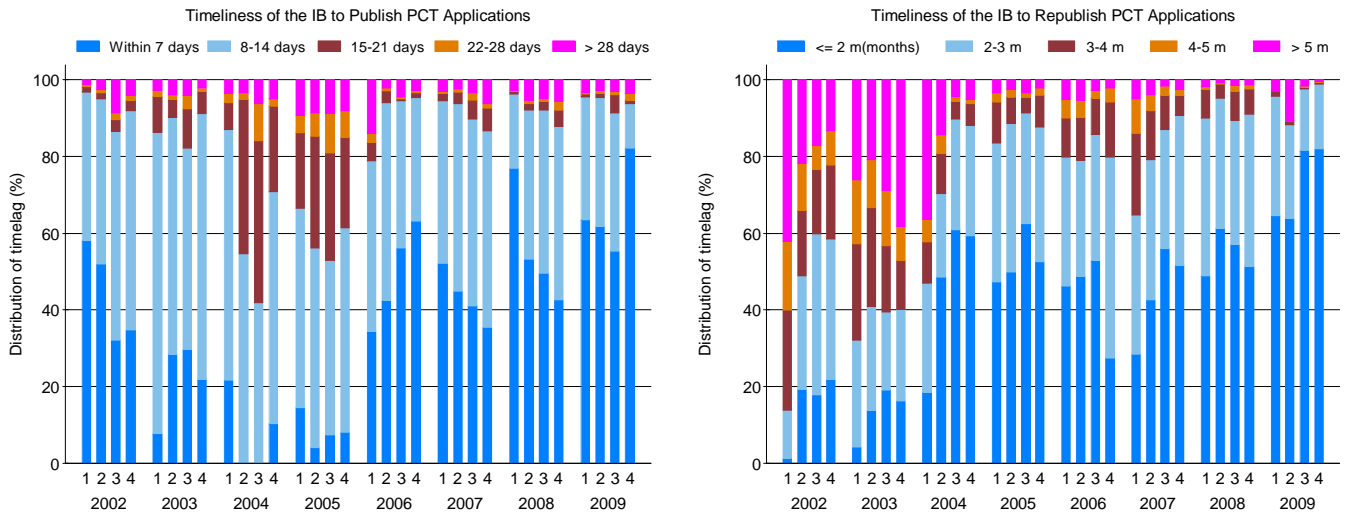 Timeliness of the IB to Publish PCT Applications
Within 7 days 8-14 days 15-21 days 22-28 days > 28 days
Distribution of timelag (%)
100
80
60
40
20
0
1 2 3 4 1 2 3 4 1 2 3 4 1 2 3 4 1 2 3 4 1 2 3 4 1 2 3 4 1 2 3 4
2002 2003 2004 2005 2006 2007 2008 2009
Timeliness of the IB to Republish PCT Applications
<= 2 m(months) 2-3 m 3-4 m 4-5 m > 5 m
Distribution of timelag (%)
100
80
60
40
20
0
1 2 3 4 1 2 3 4 1 2 3 4 1 2 3 4 1 2 3 4 1 2 3 4 1 2 3 4 1 2 3 4
2002 2003 2004 2005 2006 2007 2008 2009